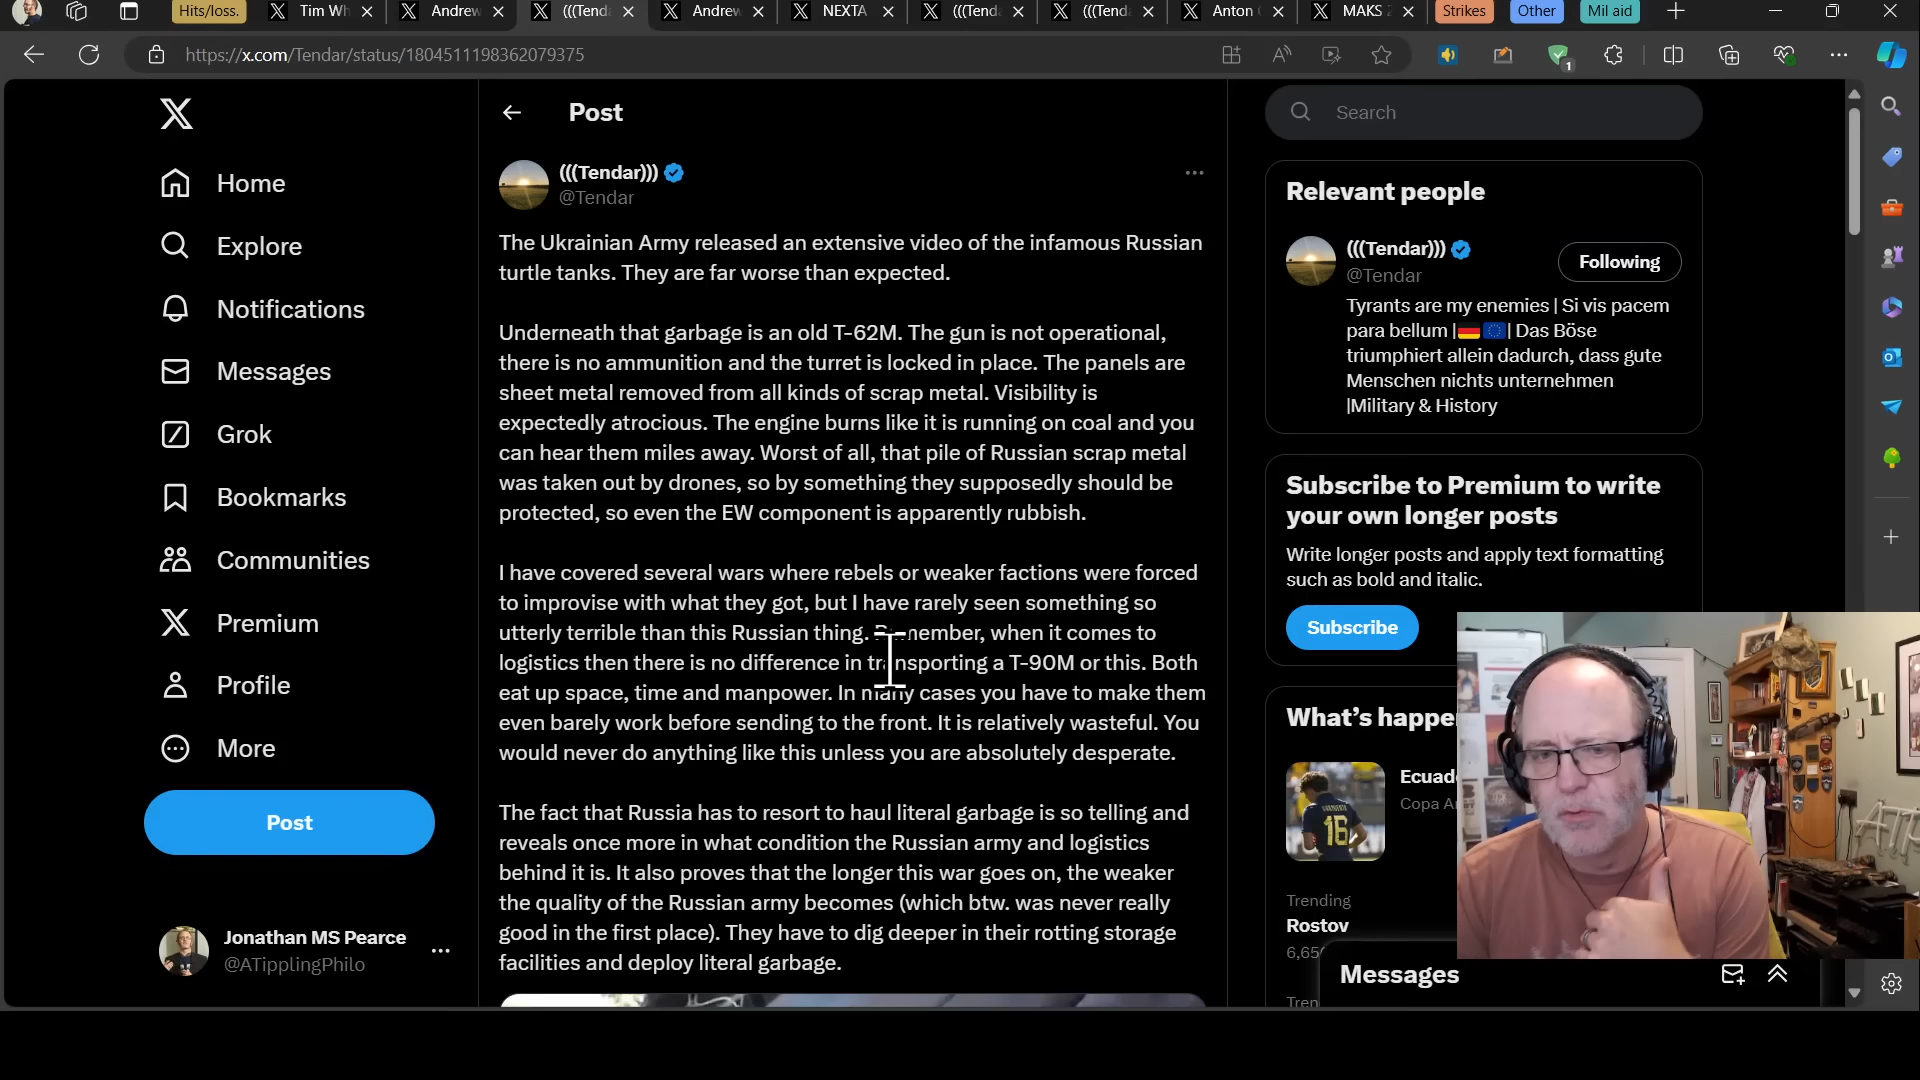 Hits/loss.
Tim Wh
Andrew
(((Tenda
Andrew
NEXTA
(((Tenda
(((Tenda
Anton
MAKS 2
Strikes
Other
Mil aid
https://x.com/Tendar/status/1804511198362079375
1
Home
Explore
Notifications
Messages
Grok
Bookmarks
Communities
Premium
Profile
More
Post
Jonathan MS Pearce
@ATipplingPhilo
Post
(((Tendar)))
@Tendar
The Ukrainian Army released an extensive video of the infamous Russian
turtle tanks. They are far worse than expected.
Underneath that garbage is an old T-62M. The gun is not operational,
there is no ammunition and the turret is locked in place. The panels are
sheet metal removed from all kinds of scrap metal. Visibility is
expectedly atrocious. The engine burns like it is running on coal and you
can hear them miles away. Worst of all, that pile of Russian scrap metal
was taken out by drones, so by something they supposedly should be
protected, so even the EW component is apparently rubbish.
I have covered several wars where rebels or weaker factions were forced
to improvise with what they got, but I have rarely seen something so
utterly terrible than this Russian thing. Remember, when it comes to
logistics then there is no difference in transporting a T-90M or this. Both
eat up space, time and manpower. In many cases you have to make them
even barely work before sending to the front. It is relatively wasteful. You
would never do anything like this unless you are absolutely desperate.
The fact that Russia has to resort to haul literal garbage is so telling and
reveals once more in what condition the Russian army and logistics
behind it is. It also proves that the longer this war goes on, the weaker
the quality of the Russian army becomes (which btw. was never really
good in the first place). They have to dig deeper in their rotting storage
facilities and deploy literal garbage.
Search
Relevant people
(((Tendar)))
@Tendar
Following
Tyrants are my enemies | Si vis pacem
para bellum | | Das Böse
triumphiert allein dadurch, dass gute
Menschen nichts unternehmen
|Military & History
Subscribe to Premium to write
your own longer posts
Write longer posts and apply text formatting
such as bold and italic.
Subscribe
What's happe
Ecuad
Copa A
16
Trending
Rostov
6,65
Tren
Messages